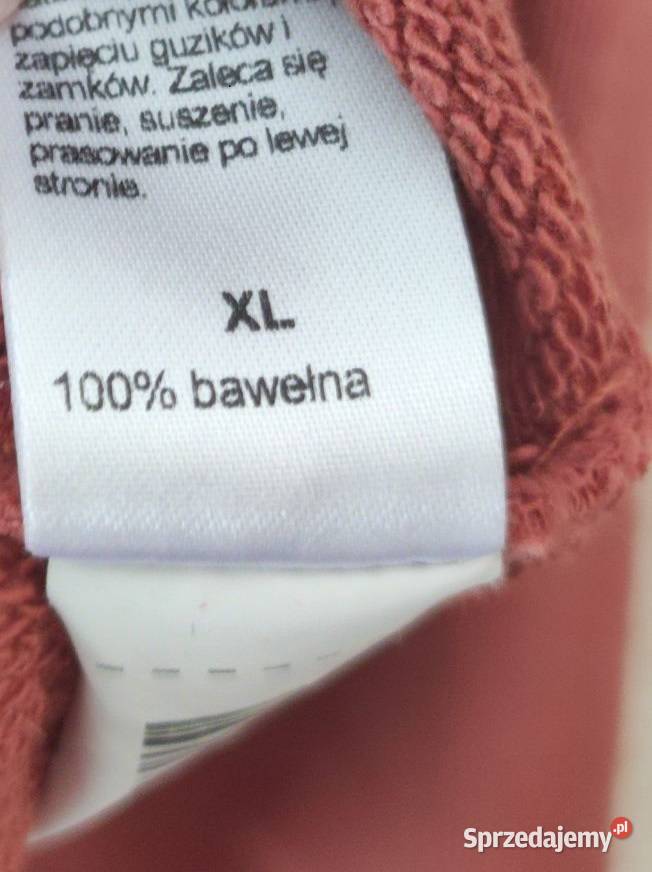 podobnymi kolorami,
zapięciu guzików i
zamków. Zaleca się
pranie, suszenie,
prasowanie po lewej
stronie.
XL
100% bawełna
Sprzedajemy.pl